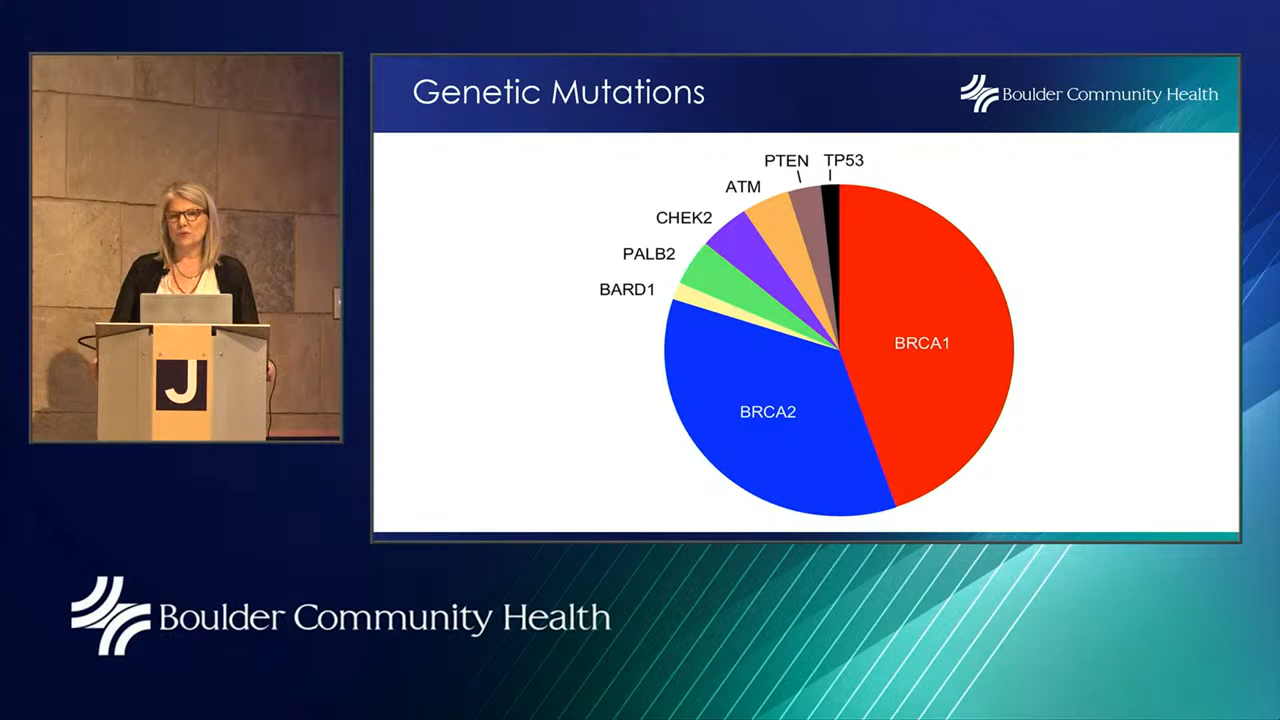 Genetic Mutations
Boulder Community Health
PTEN
TP53
ATM
CHEK2
PALB2
BARD1
BRCA1
BRCA2
J
Boulder Community Health